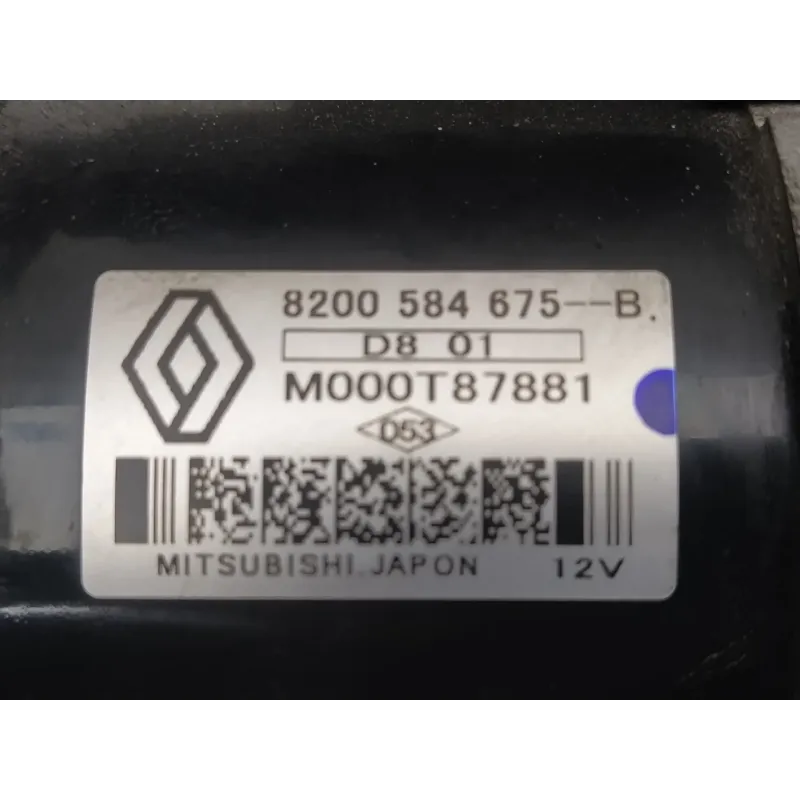 8200 584 675--B.
D8 01
M000T87881
D53
MITSUBISHI.JAPON 12V